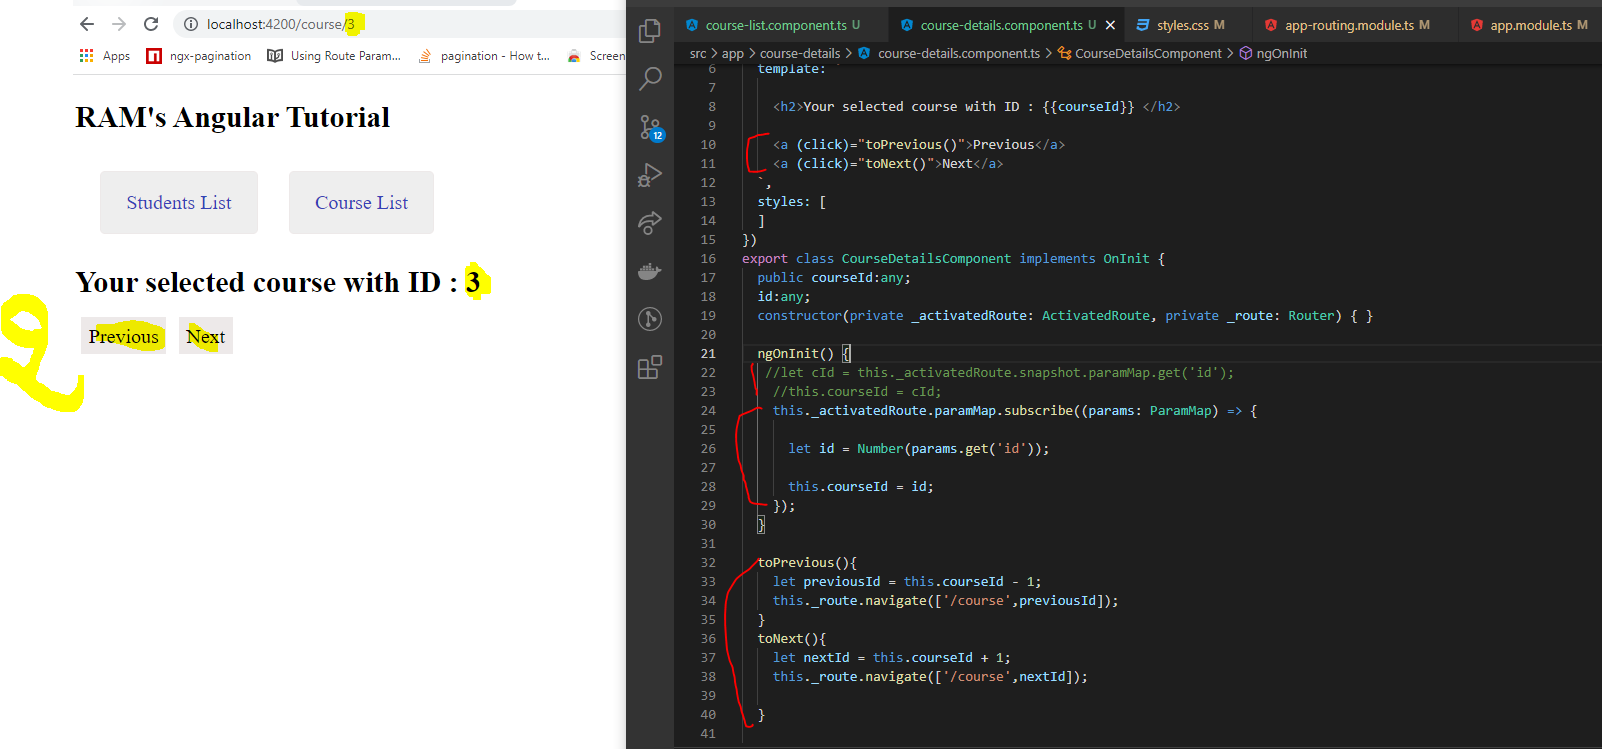 localhost:4200/course/3
Apps ngx-pagination Using Route Param... pagination - How t... Screen
RAM's Angular Tutorial
Students List Course List
Your selected course with ID : 3
Previous Next
12
course-list.component.ts U course-details.component.ts U styles.css M app-routing.module.ts M app.module.ts M
src > app > course-details > course-details.component.ts > CourseDetailsComponent > ngOnInit
6 template: `
7
8 <h2>Your selected course with ID : {{courseId}} </h2>
9
10 <a (click)="toPrevious()">Previous</a>
11 <a (click)="toNext()">Next</a>
12 `,
13 styles: [
14 ]
15 })
16 export class CourseDetailsComponent implements OnInit {
17 public courseId:any;
18 id:any;
19 constructor(private _activatedRoute: ActivatedRoute, private _route: Router) { }
20
21 ngOnInit() {
22 //let cId = this._activatedRoute.snapshot.paramMap.get('id');
23 //this.courseId = cId;
24 this._activatedRoute.paramMap.subscribe((params: ParamMap) => {
25
26 let id = Number(params.get('id'));
27
28 this.courseId = id;
29 });
30 }
31
32 toPrevious(){
33 let previousId = this.courseId - 1;
34 this._route.navigate(['/course',previousId]);
35 }
36 toNext(){
37 let nextId = this.courseId + 1;
38 this._route.navigate(['/course',nextId]);
39
40 }
41